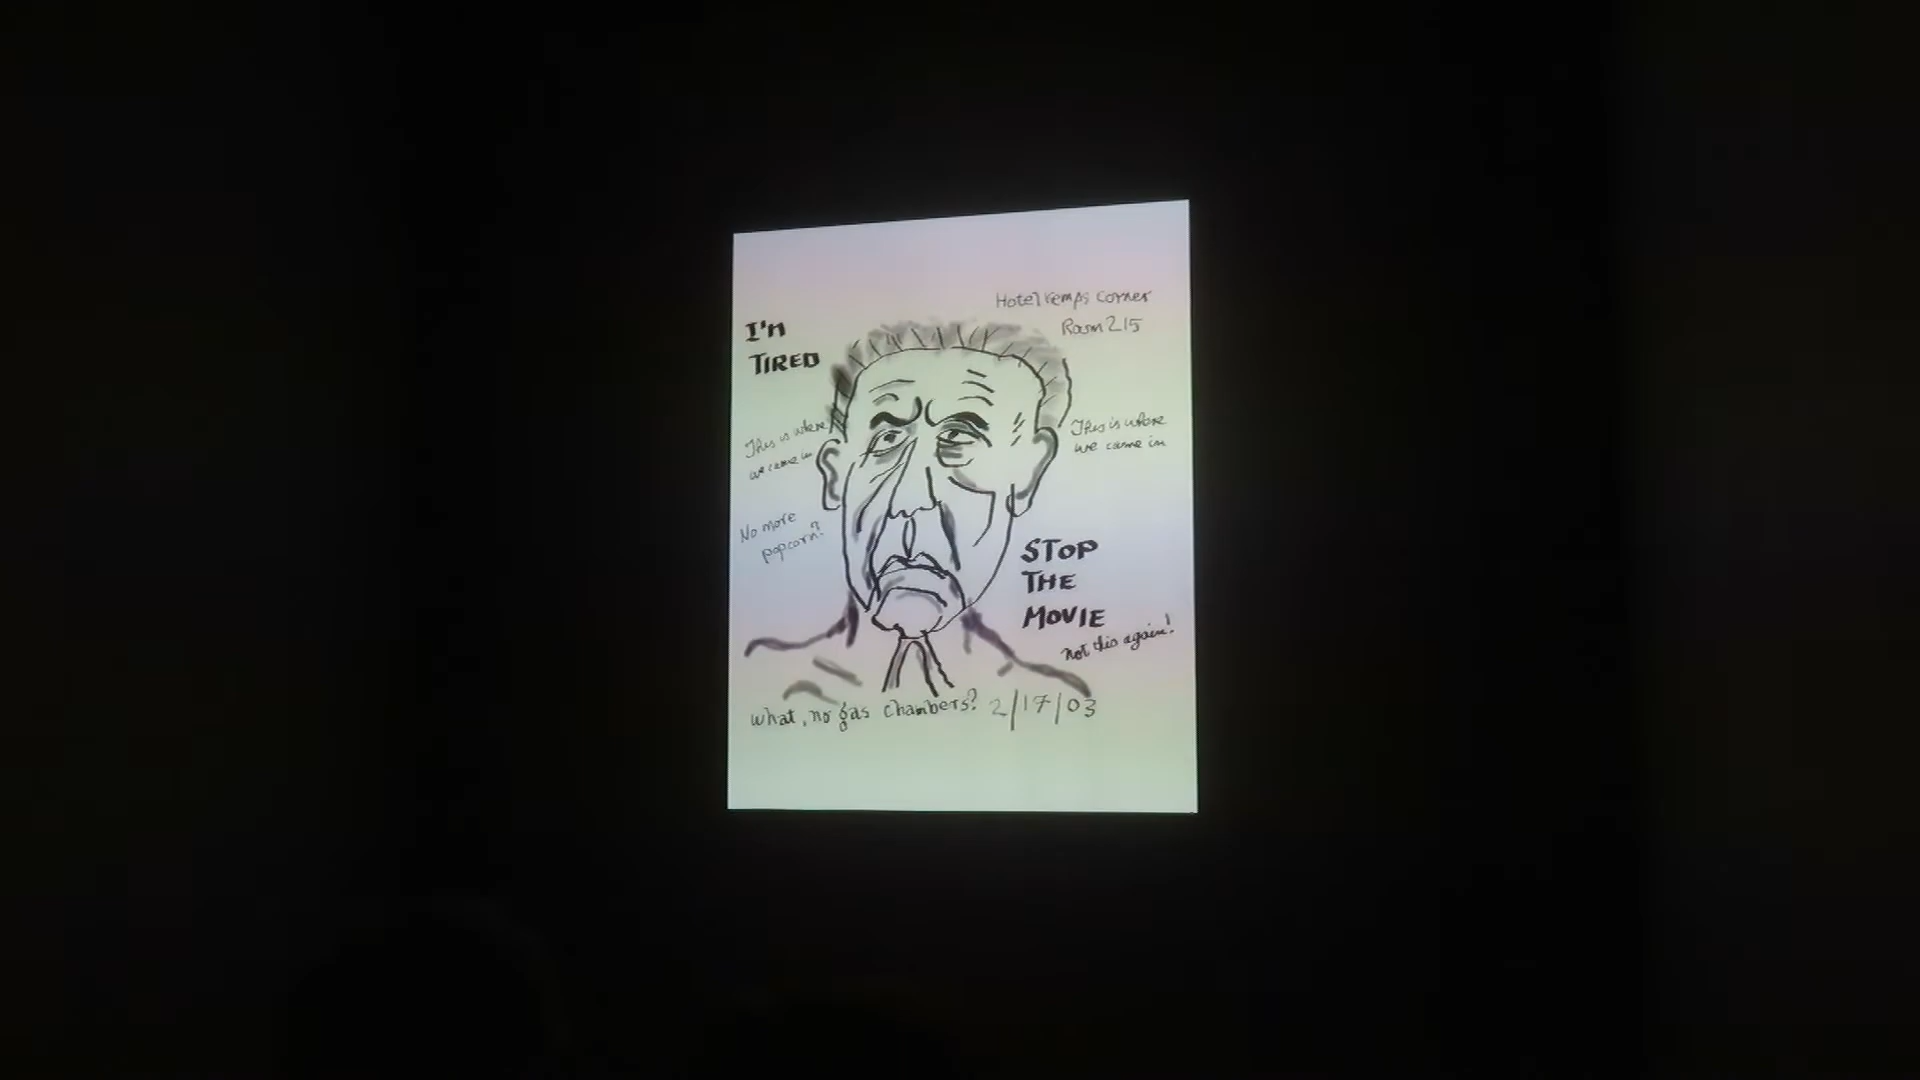 Hotel Kemps Corner
Room 215
I'm
TIRED
This is where
we came in
This is where
we came in
No more
popcorn?
STOP
THE
MOVIE
not this again!
What, no gas chambers? 2/17/03